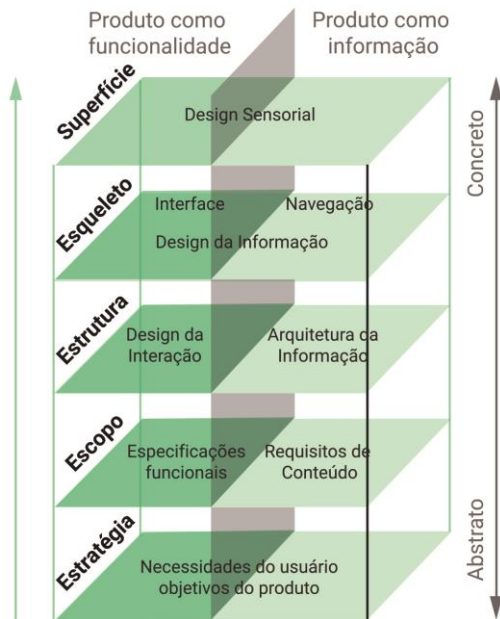 Produto como
funcionalidade
Produto como
informação
Superfície
Design Sensorial
Concreto
Esqueleto
Interface
Navegação
Design da Informação
Estrutura
Design da
Interação
Arquitetura da
Informação
Escopo
Especificações
funcionais
Requisitos de
Conteúdo
Estratégia
Necessidades do usuário
objetivos do produto
Abstrato